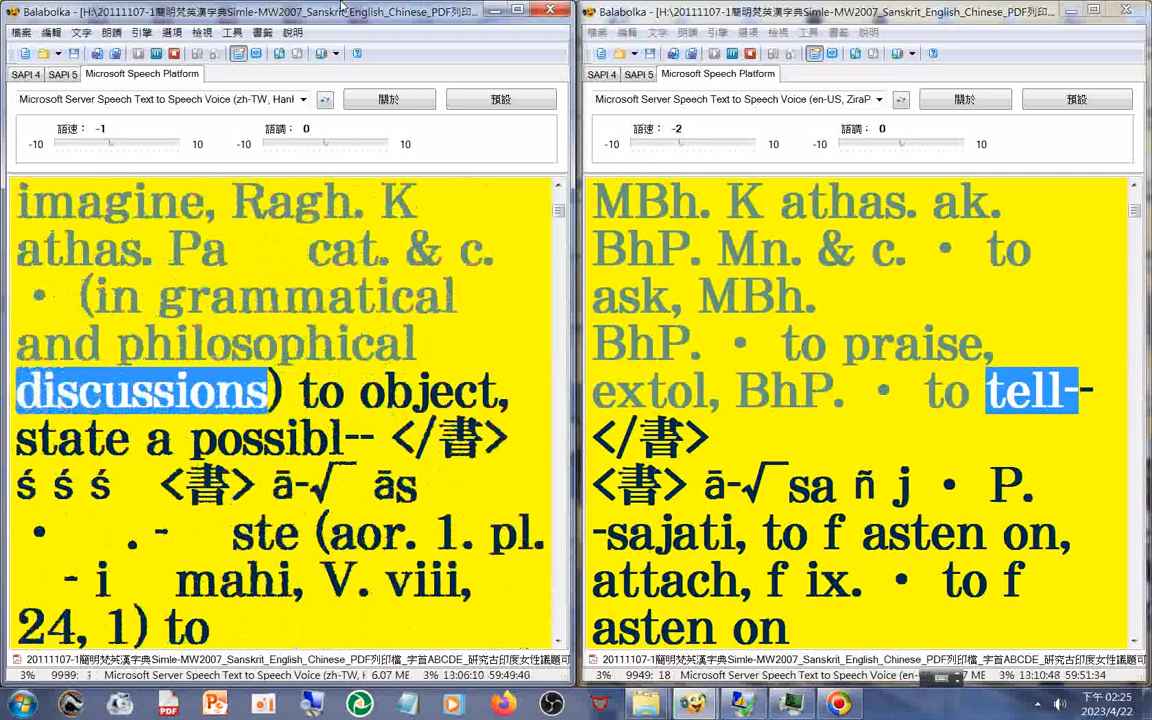 Balabolka - [H:\20111107-1簡明梵英漢字典Simle-MW2007_Sanskrit_English_Chinese_PDF列印...
檔案 編輯 文字 朗讀 引擎 選項 檢視 工具 書籤 說明
SAPI 4 SAPI 5 Microsoft Speech Platform
Microsoft Server Speech Text to Speech Voice (zh-TW, HanH
關於 預設
語速： -1 語調： 0
-10 10 -10 10
imagine, Ragh. K
athas. Pa cat. & c.
• (in grammatical
and philosophical
discussions) to object,
state a possibl-- </書>
ś ś ś <書> ā-√ ās
• . - ste (aor. 1. pl.
- i mahi, V. viii,
24, 1) to
20111107-1簡明梵英漢字典Simle-MW2007_Sanskrit_English_Chinese_PDF列印檔_字首ABCDE_研究古印度女性議題可
3% Microsoft Server Speech Text to Speech Voice (zh-TW, 6.07 ME 3% 13:06:10 59:49:46
Balabolka - [H:\20111107-1簡明梵英漢字典Simle-MW2007_Sanskrit_English_Chinese_PDF列印...
檔案 編輯 文字 朗讀 引擎 選項 檢視 工具 書籤 說明
SAPI 4 SAPI 5 Microsoft Speech Platform
Microsoft Server Speech Text to Speech Voice (en-US, ZiraP
關於 預設
語速： -2 語調： 0
-10 10 -10 10
MBh. K athas. ak.
BhP. Mn. & c. • to
ask, MBh.
BhP. • to praise,
extol, BhP. • to tell--
</書>
<書> ā-√sa ñ j • P.
-sajati, to f asten on,
attach, f ix. • to f
asten on
20111107-1簡明梵英漢字典Simle-MW2007_Sanskrit_English_Chinese_PDF列印檔_字首ABCDE_研究古印度女性議題可
3% 9949: 18 Microsoft Server Speech Text to Speech Voice (en-US, 6.07 ME 3% 13:10:48 59:51:34
下午 02:25
2023/4/22